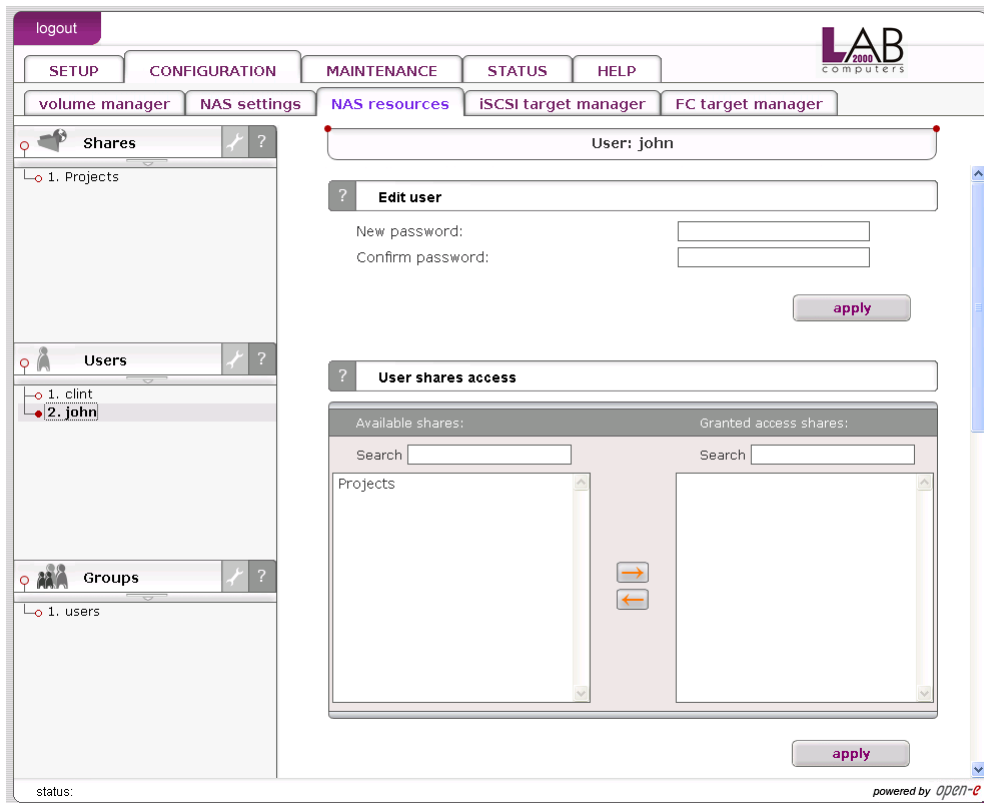 logout
LAB
2000
computers
SETUP CONFIGURATION MAINTENANCE STATUS HELP
volume manager NAS settings NAS resources iSCSI target manager FC target manager
Shares ?
1. Projects
Users ?
1. clint
2. john
Groups ?
1. users
User: john
? Edit user
New password:
Confirm password:
apply
? User shares access
Available shares: Granted access shares:
Search Search
Projects
apply
status: powered by open-e